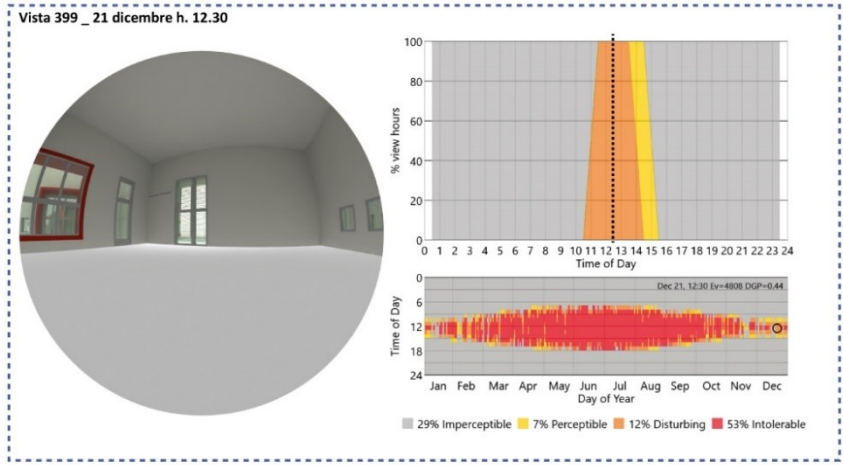 Vista 399 _ 21 dicembre h. 12.30
% view hours
100
80
60
40
20
0
0 1 2 3 4 5 6 7 8 9 10 11 12 13 14 15 16 17 18 19 20 21 22 23 24
Time of Day
Dec 21, 12:30 Ev=4808 DGP=0.44
Time of Day
0
6
12
18
24
Jan Feb Mar Apr May Jun Jul Aug Sep Oct Nov Dec
Day of Year
29% Imperceptible 7% Perceptible 12% Disturbing 53% Intolerable